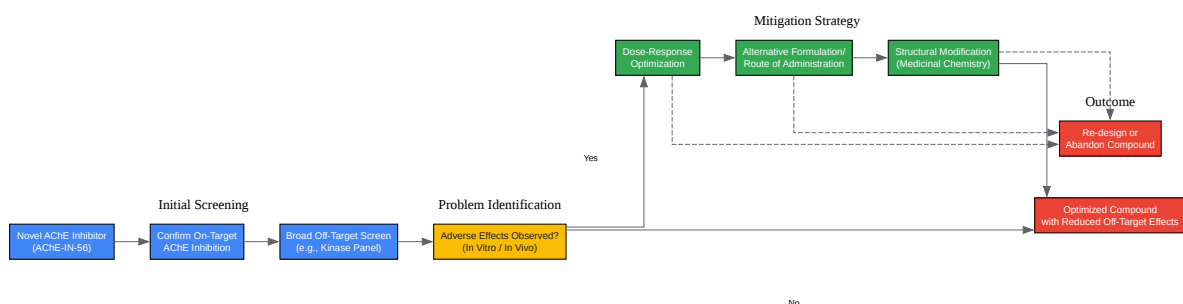 Mitigation Strategy
Dose-Response
Optimization
Alternative Formulation/
Route of Administration
Structural Modification
(Medicinal Chemistry)
Outcome
Re-design or
Abandon Compound
Yes
Initial Screening
Problem Identification
Optimized Compound
with Reduced Off-Target Effects
Novel AChE Inhibitor
(AChE-IN-56)
Confirm On-Target
AChE Inhibition
Broad Off-Target Screen
(e.g., Kinase Panel)
Adverse Effects Observed?
(In Vitro / In Vivo)
No